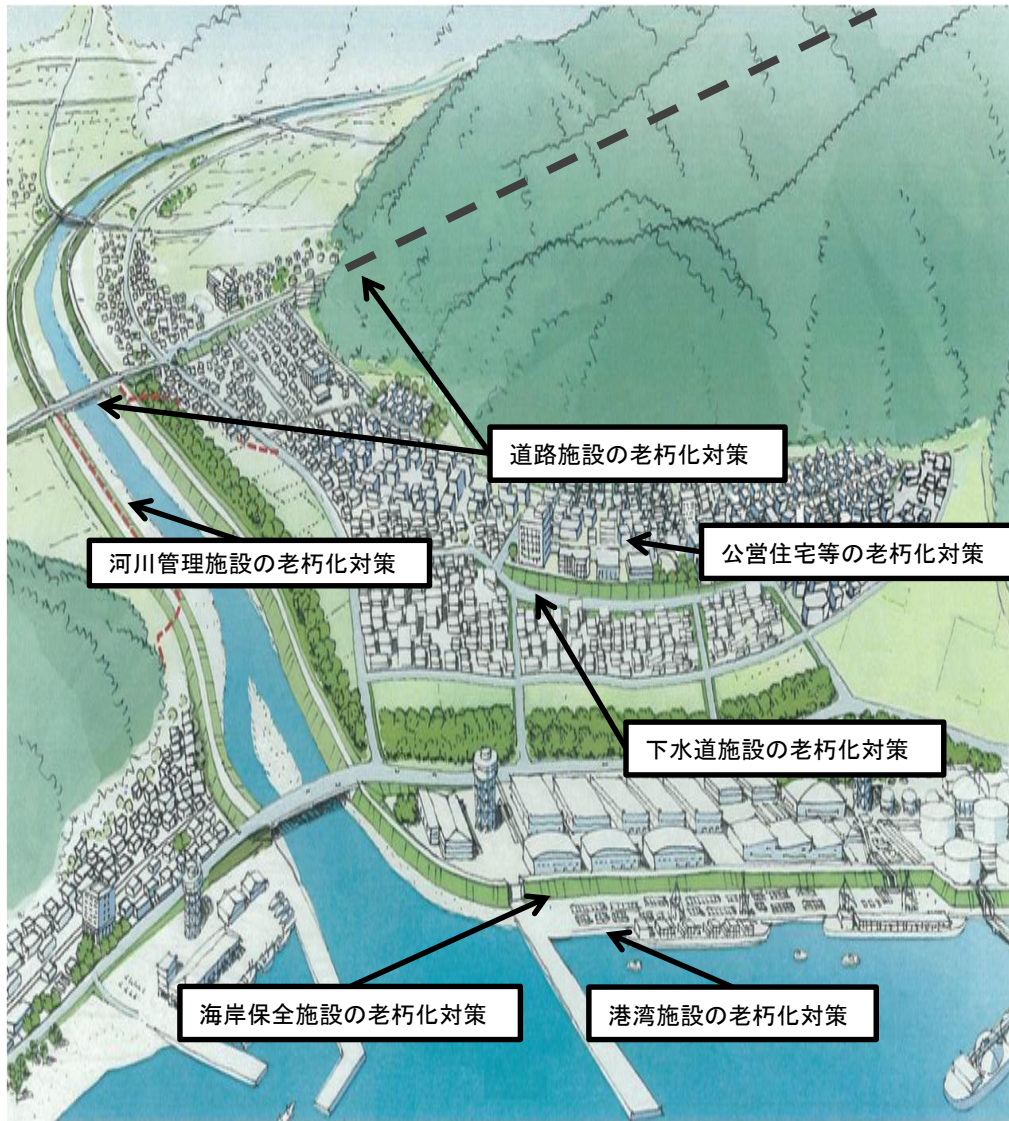 道路施設の老朽化対策
河川管理施設の老朽化対策
公営住宅等の老朽化対策
下水道施設の老朽化対策
海岸保全施設の老朽化対策
港湾施設の老朽化対策